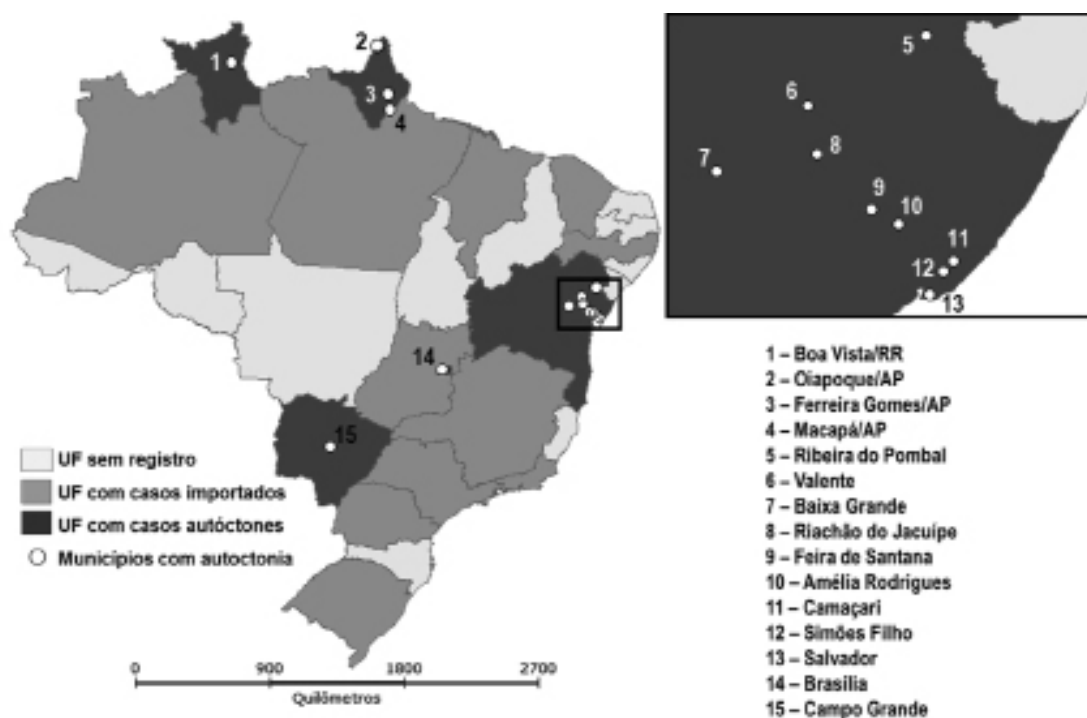 1
2
3
4
14
15
5
6
7
8
9
10
11
12
13
UF sem registro
UF com casos importados
UF com casos autóctones
Municípios com autoctonia
0 900 1800 2700
Quilômetros
1 – Boa Vista/RR
2 – Oiapoque/AP
3 – Ferreira Gomes/AP
4 – Macapá/AP
5 – Ribeira do Pombal
6 – Valente
7 – Baixa Grande
8 – Riachão do Jacuípe
9 – Feira de Santana
10 – Amélia Rodrigues
11 – Camaçari
12 – Simões Filho
13 – Salvador
14 – Brasília
15 – Campo Grande